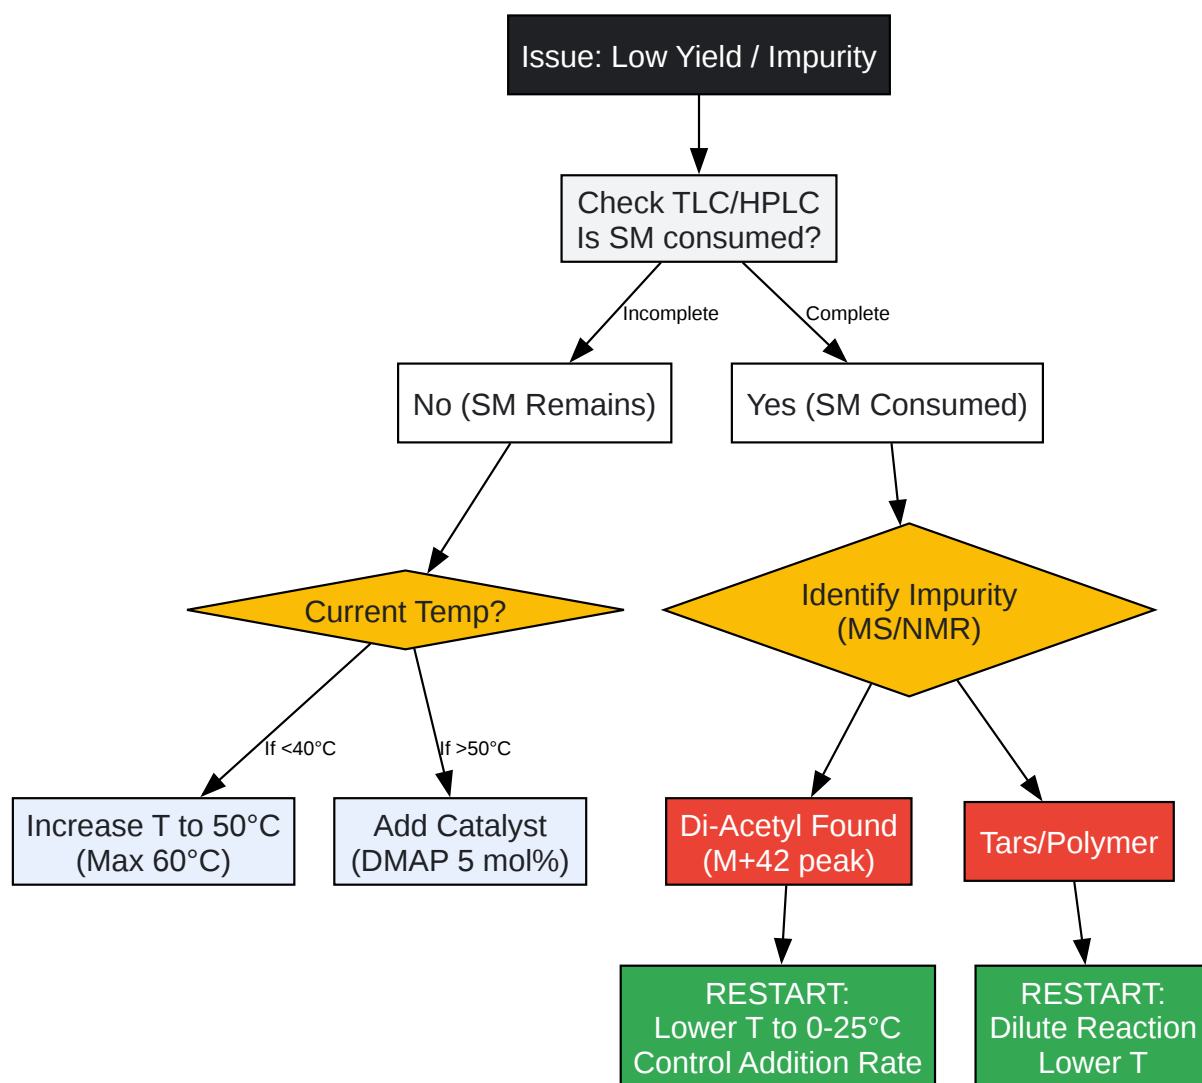 Issue: Low Yield / Impurity
Check TLC/HPLC
Is SM consumed?
Incomplete
Complete
No (SM Remains)
Yes (SM Consumed)
Current Temp?
Identify Impurity
(MS/NMR)
If <40°C
If >50°C
Increase T to 50°C
(Max 60°C)
Add Catalyst
(DMAP 5 mol%)
Di-Acetyl Found
(M+42 peak)
Tars/Polymer
RESTART:
Lower T to 0-25°C
Control Addition Rate
RESTART:
Dilute Reaction
Lower T